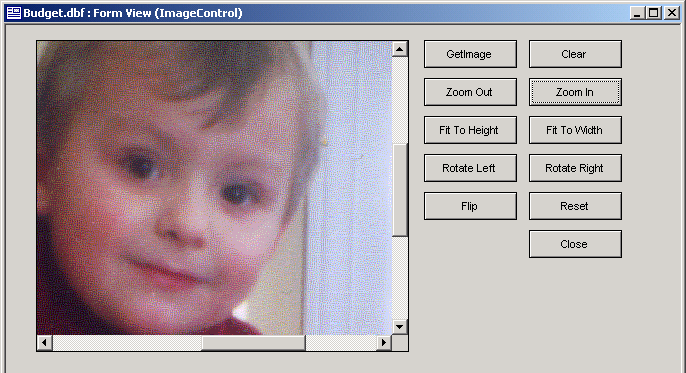 Budget.dbf : Form View (ImageControl)
GetImage Clear
Zoom Out Zoom In
Fit To Height Fit To Width
Rotate Left Rotate Right
Flip Reset
Close